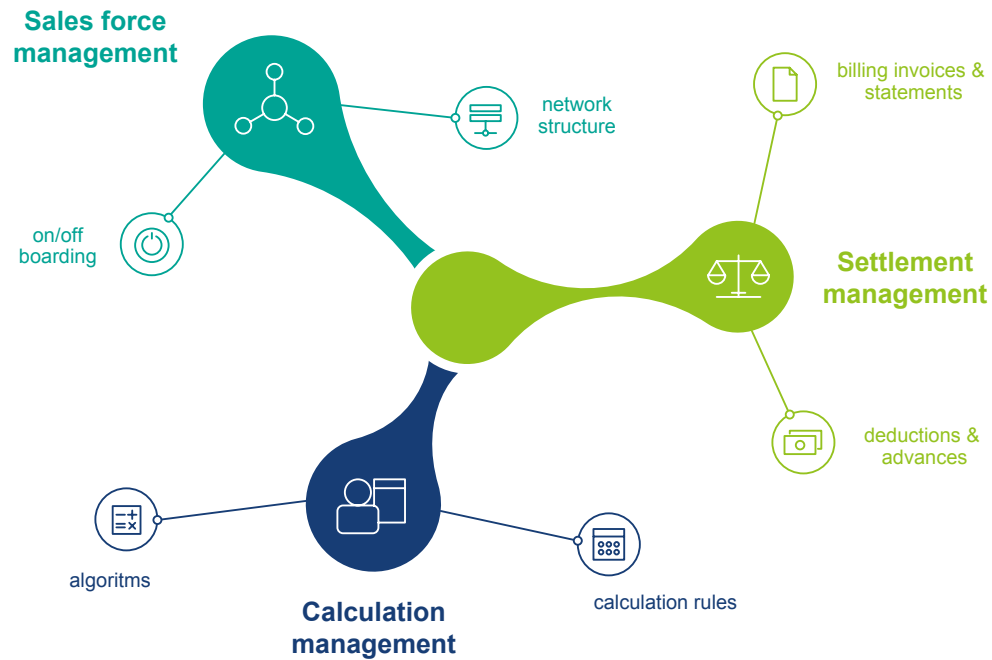 Sales force
management
network
structure
on/off
boarding
billing invoices &
statements
Settlement
management
deductions &
advances
algoritms
calculation rules
Calculation
management